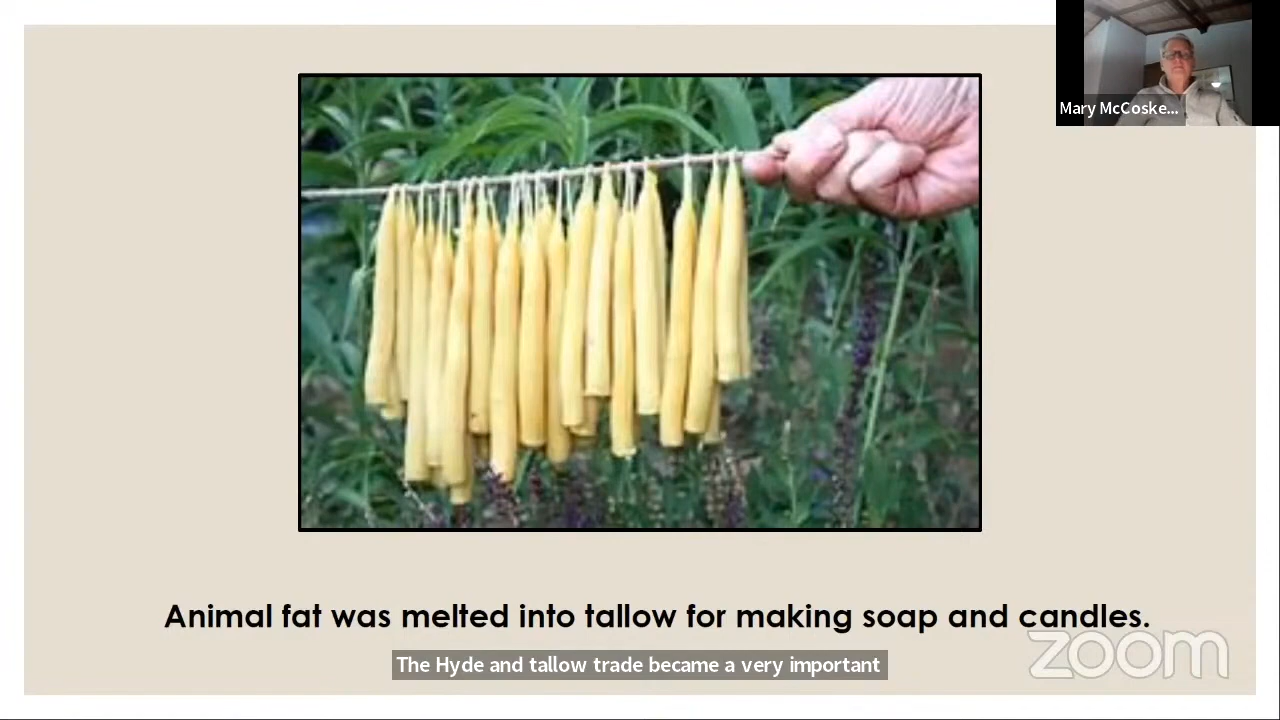 Mary McCoske...
Animal fat was melted into tallow for making soap and candles.
zoom
The Hyde and tallow trade became a very important